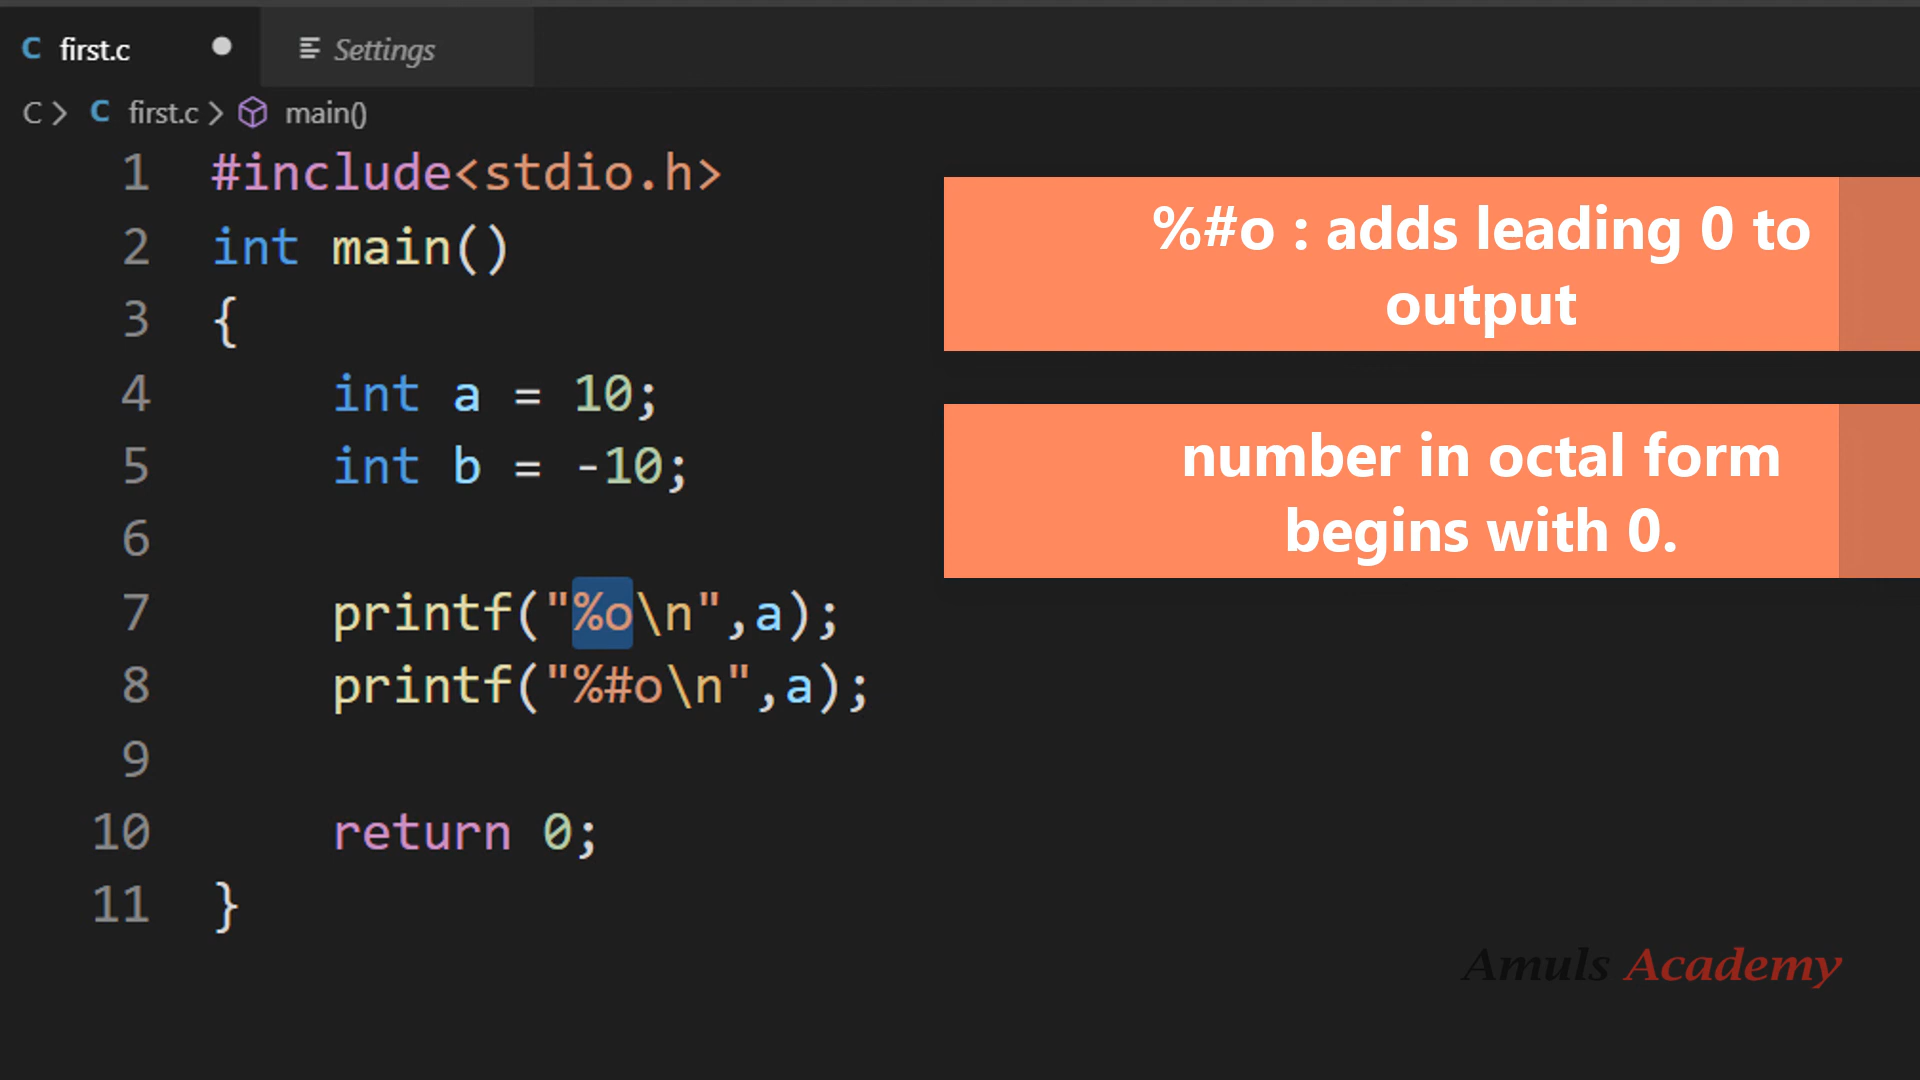 first.c
Settings
C > first.c > main()
1 #include<stdio.h>
2 int main()
3 {
4 int a = 10;
5 int b = -10;
6
7 printf("%o\n",a);
8 printf("%#o\n",a);
9
10 return 0;
11 }
%#o : adds leading 0 to
output
number in octal form
begins with 0.
Amuls Academy